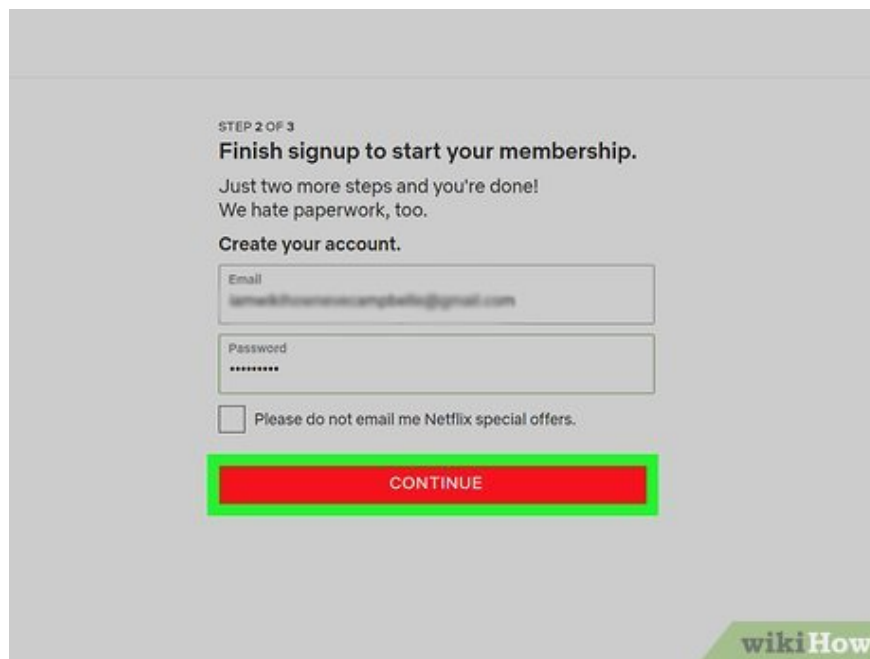 STEP 2 OF 3
Finish signup to start your membership.
Just two more steps and you're done!
We hate paperwork, too.
Create your account.
Email
Password
•••••••••
Please do not email me Netflix special offers.
CONTINUE
wikiHow